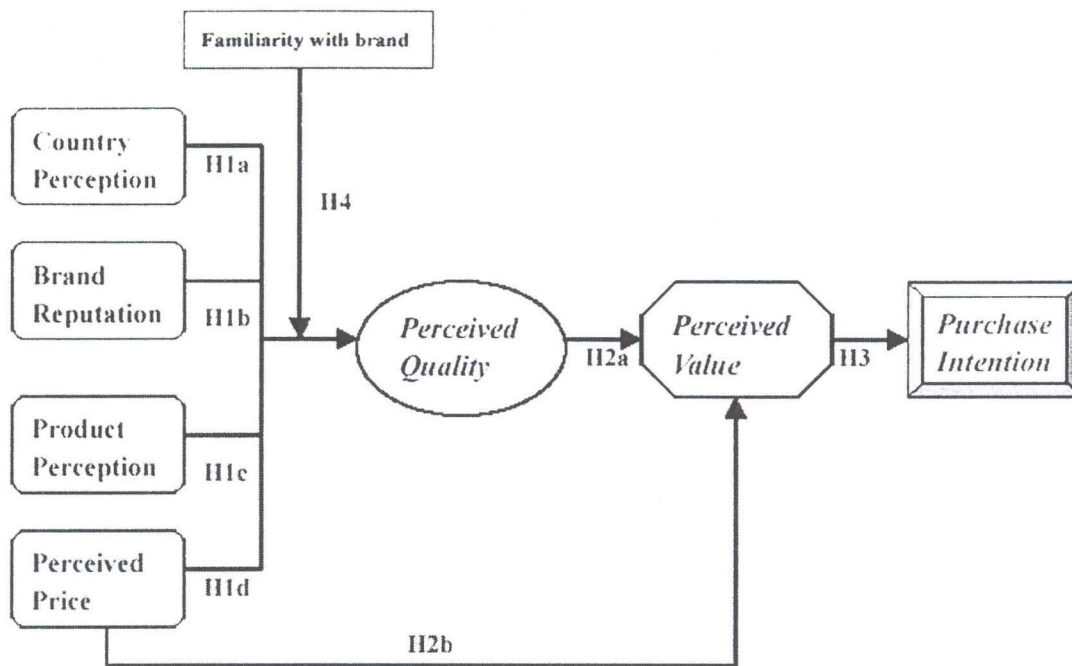 Familiarity with brand
Country
Perception
H1a
H4
Brand
Reputation
H1b
Perceived
Quality
H2a
Perceived
Value
H3
Purchase
Intention
Product
Perception
H1c
Perceived
Price
H1d
H2b